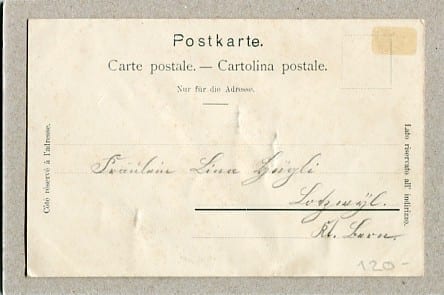 Postkarte.
Carte postale. — Cartolina postale.
Nur für die Adresse.
Côté réservé à l'adresse.
Lato riservato all' indirizzo.
Fräulein Lina Hügli
Lotzwyl.
Kt. Bern.
120-